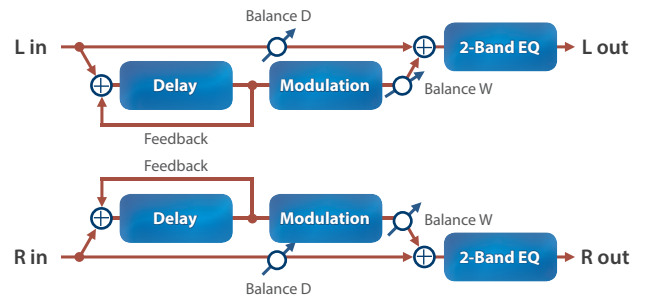 Balance D
L in
2-Band EQ
L out
Delay
Modulation
Balance W
Feedback
Feedback
Delay
Modulation
Balance W
R in
2-Band EQ
R out
Balance D